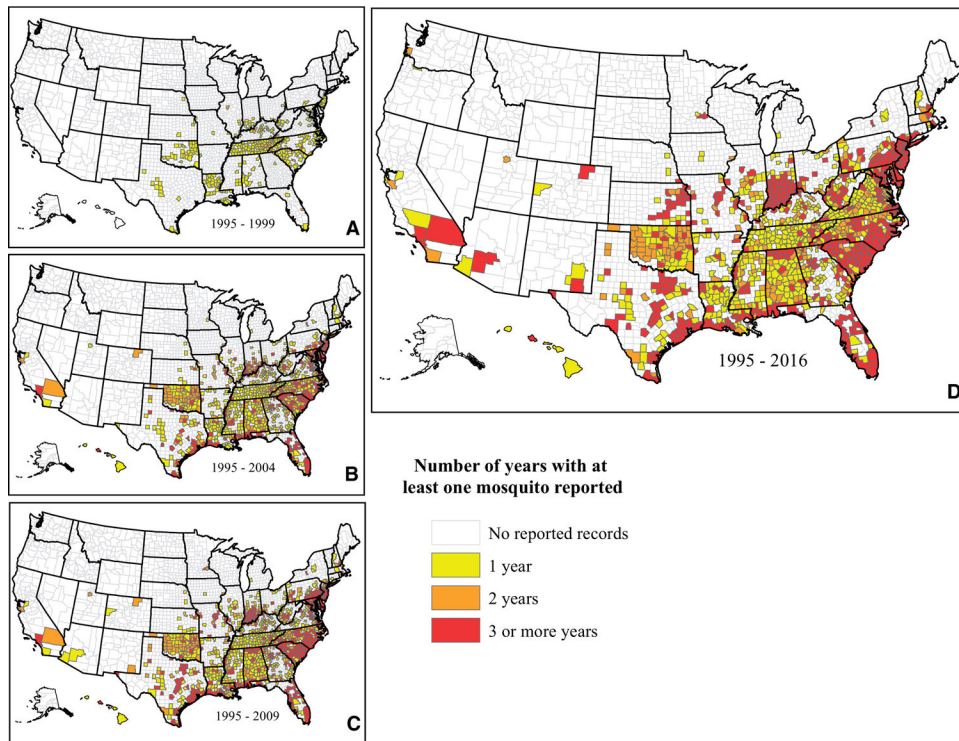 1995 - 1999
A
1995 - 2004
B
1995 - 2009
C
1995 - 2016
D
Number of years with at
least one mosquito reported
No reported records
1 year
2 years
3 or more years